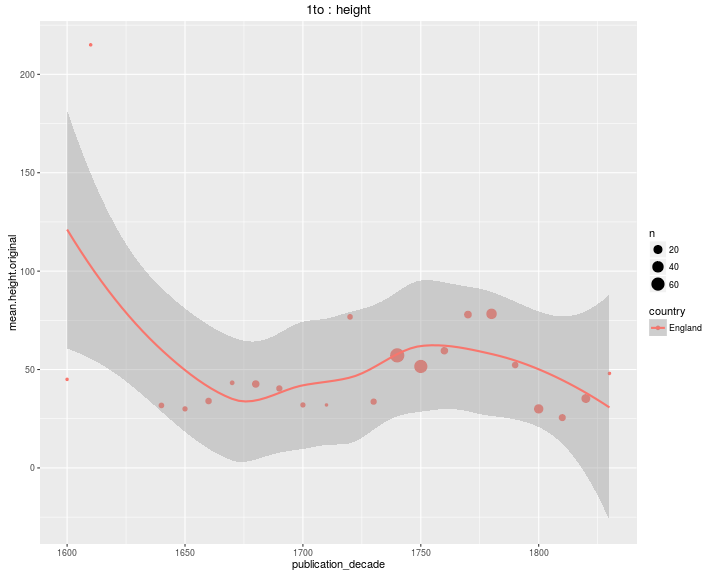 1to : height
mean.height.original
200
150
100
50
0
1600
1650
1700
1750
1800
publication_decade
n
20
40
60
country
England